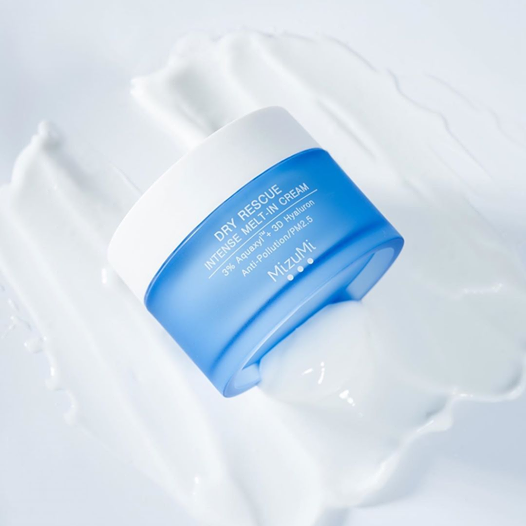 DRY RESCUE
INTENSE MELT-IN CREAM
3% Aquaxyl™+ 3D Hyaluron
Anti-Pollution/PM2.5
MizuMi